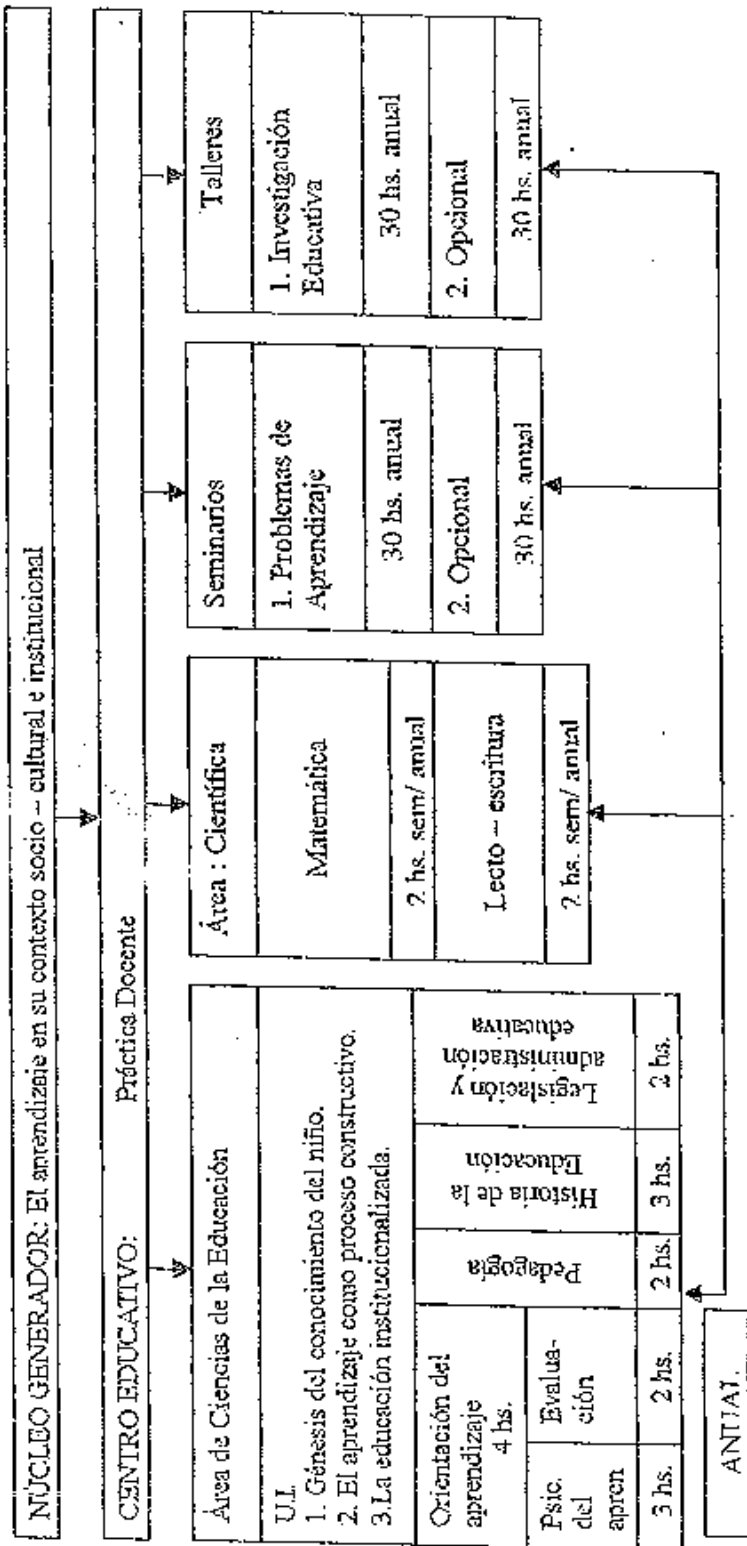 NÚCLEO GENERADOR: El aprendizaje en su contexto socio – cultural e institucional
CENTRO EDUCATIVO: Práctica Docente
Área de Ciencias de la Educación
U.I.
1. Génesis del conocimiento del niño.
2. El aprendizaje como proceso constructivo.
3.La educación institucionalizada.
Orientación del
aprendizaje
4 hs.
Psic.
del
apren
3 hs.
Evalua-
ción
2 hs.
Pedagogía
2 hs.
Historia de la
Educación
3 hs.
Legislación y
administración
educativa
2 hs.
Área : Científica
Matemática
2 hs. sem/ anual
Lecto – escritura
2 hs. sem/ anual
Seminarios
1. Problemas de
Aprendizaje
30 hs. anual
2. Opcional
30 hs. anual
Talleres
1. Investigación
Educativa
30 hs. anual
2. Opcional
30 hs. anual
ANUAL